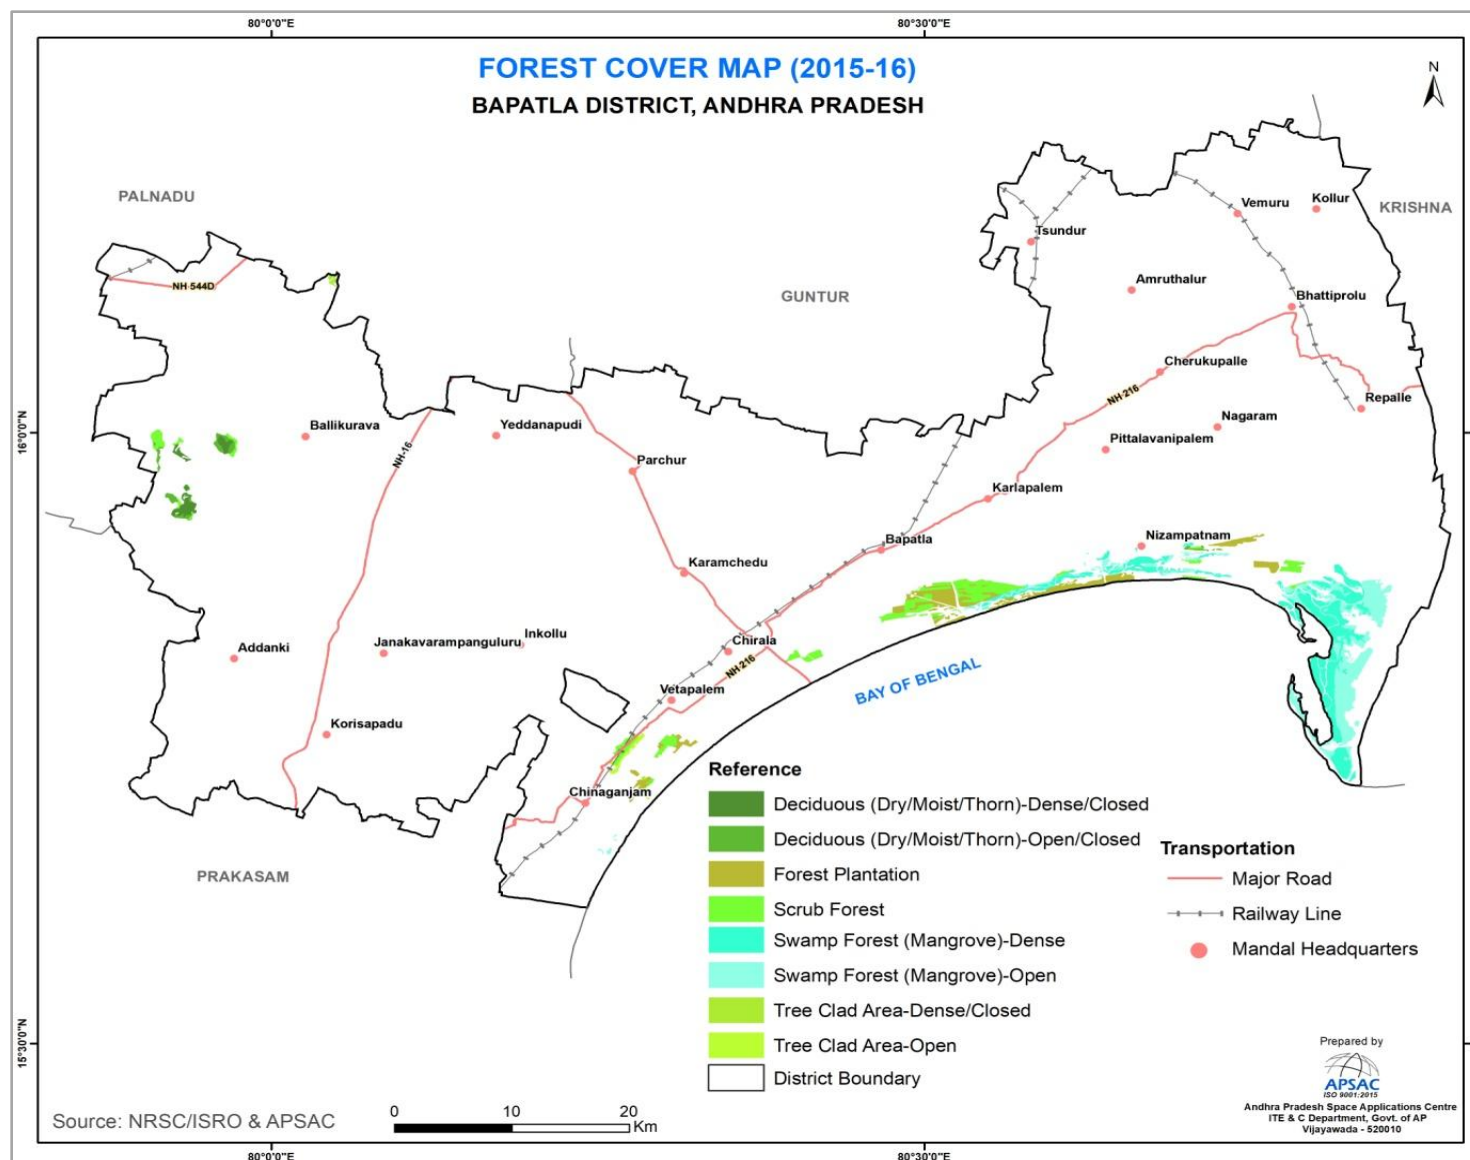 80°0'0"E
80°30'0"E
FOREST COVER MAP (2015-16)
BAPATLA DISTRICT, ANDHRA PRADESH
N
PALNADU
KRISHNA
GUNTUR
PRAKASAM
BAY OF BENGAL
Vemuru
Kollur
Tsundur
Amruthalur
Bhattiprolu
NH 544D
Cherukupalle
NH-216
Repalle
Nagaram
Pittalavanipalem
Ballikurava
Yeddanapudi
NH-16
Parchur
Karlapalem
Bapatla
Nizampatnam
Karamchedu
Addanki
Janakavarampanguluru
Inkollu
Chirala
NH-216
Vetapalem
Korisapadu
Chinaganjam
16°0'0"N
15°30'0"N
Reference
Deciduous (Dry/Moist/Thorn)-Dense/Closed
Deciduous (Dry/Moist/Thorn)-Open/Closed
Forest Plantation
Scrub Forest
Swamp Forest (Mangrove)-Dense
Swamp Forest (Mangrove)-Open
Tree Clad Area-Dense/Closed
Tree Clad Area-Open
District Boundary
Transportation
Major Road
Railway Line
Mandal Headquarters
Source: NRSC/ISRO & APSAC
0 10 20
Km
Prepared by
APSAC
ISO 9001:2015
Andhra Pradesh Space Applications Centre
ITE & C Department, Govt. of AP
Vijayawada - 520010
80°0'0"E
80°30'0"E